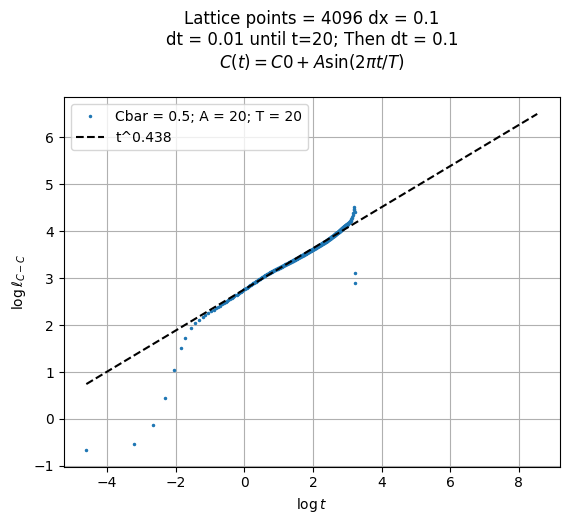 Lattice points = 4096 dx = 0.1
dt = 0.01 until t=20; Then dt = 0.1
C(t) = C0 + A sin(2πt/T)
Cbar = 0.5; A = 20; T = 20
t^0.438
6
5
4
3
2
1
0
−1
log ℓ_{C−C}
−4
−2
0
2
4
6
8
log t